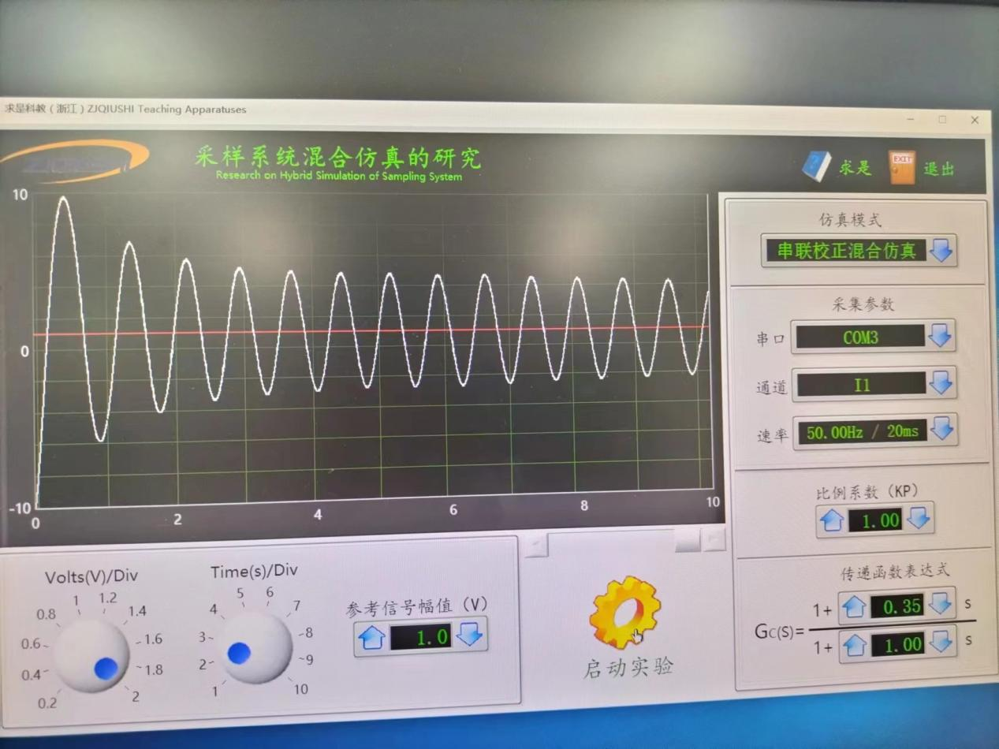 求是科教（浙江）ZJQIUSHI Teaching Apparatuses
采样系统混合仿真的研究
Research on Hybrid Simulation of Sampling System
求是
EXIT
退出
10
0
-10
0
2
4
6
8
10
仿真模式
串联校正混合仿真
采集参数
串口
COM3
通道
I1
速率
50.00Hz / 20ms
比例系数（KP）
1.00
传递函数表达式
1+ 0.35 s
GC(S)=
1+ 1.00 s
Volts(V)/Div
0.2
0.4
0.6
0.8
1
1.2
1.4
1.6
1.8
2
Time(s)/Div
1
2
3
4
5
6
7
8
9
10
参考信号幅值（V）
1.0
启动实验